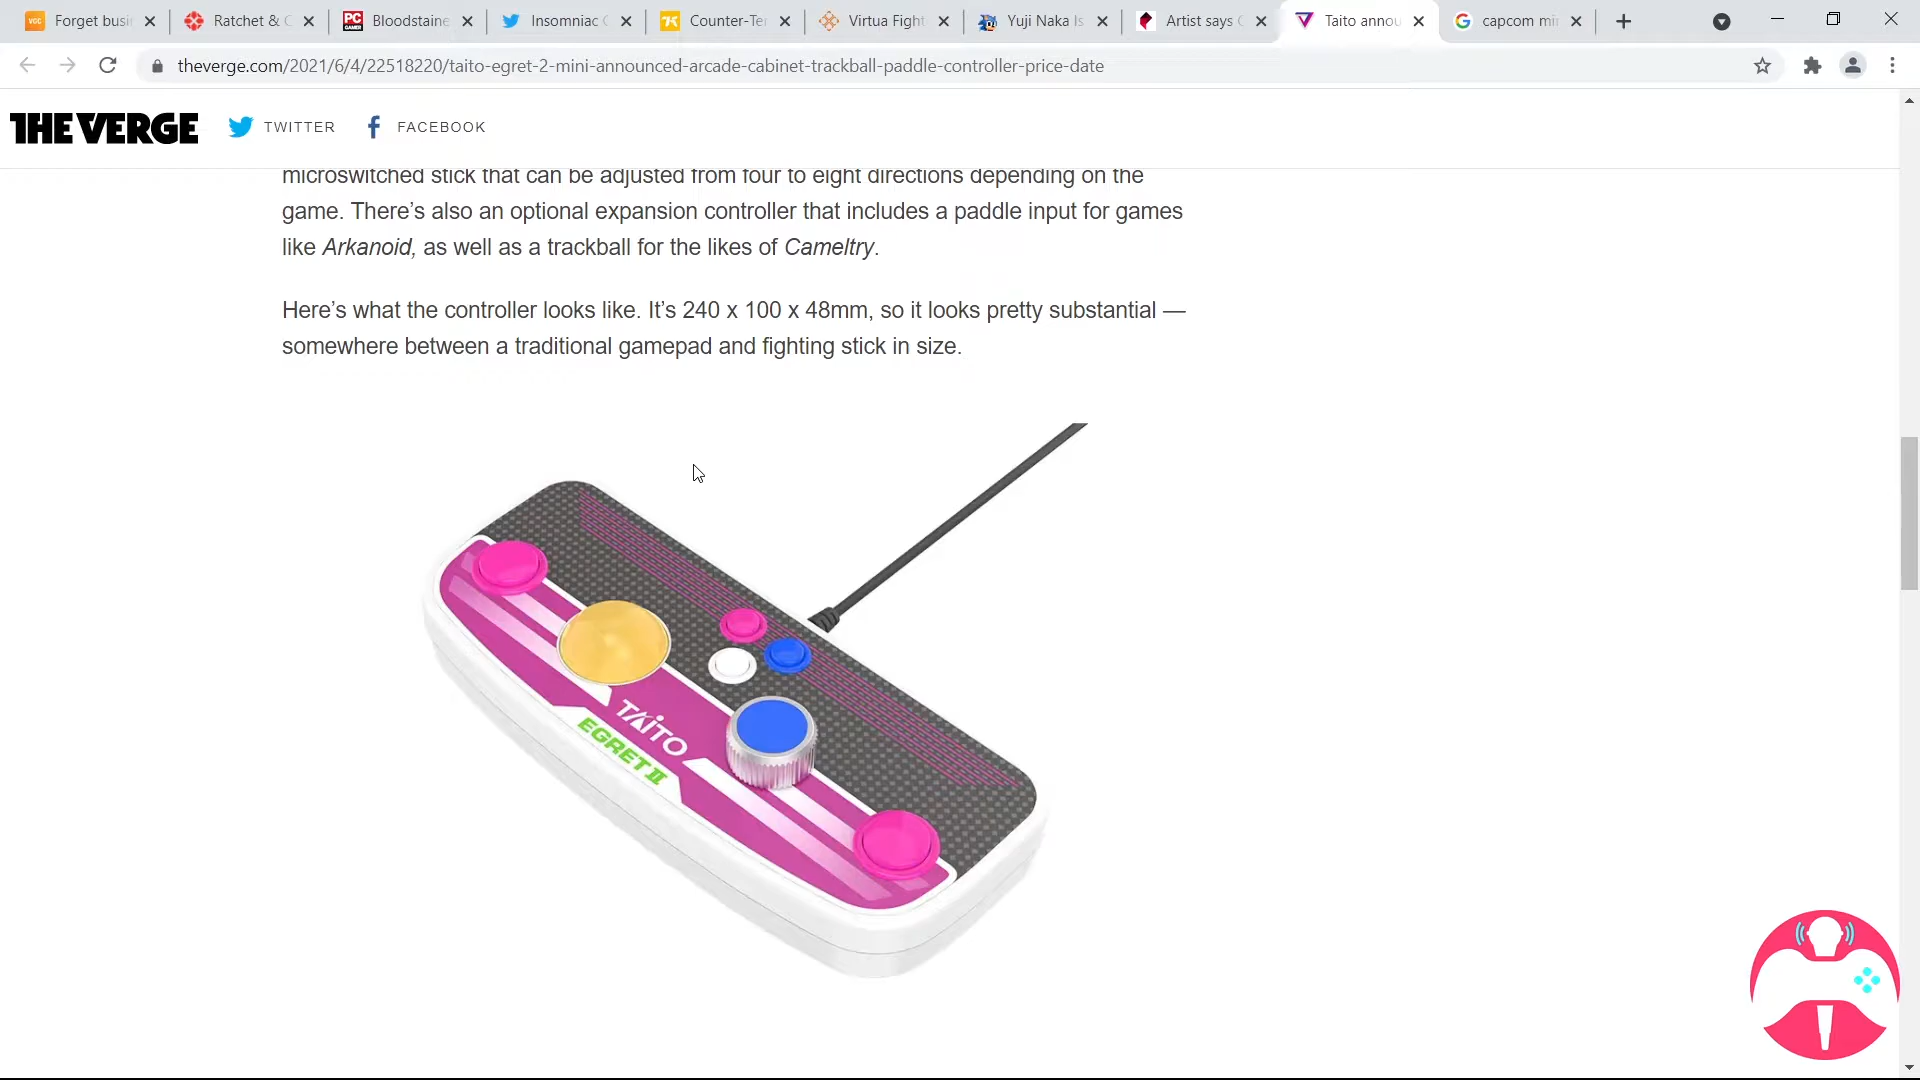 Forget busi
Ratchet & C
Bloodstaine
Insomniac G
Counter-Ter
Virtua Fight
Yuji Naka Is
Artist says C
Taito annou
capcom mi
theverge.com/2021/6/4/22518220/taito-egret-2-mini-announced-arcade-cabinet-trackball-paddle-controller-price-date
THE VERGE
TWITTER
FACEBOOK
microswitched stick that can be adjusted from four to eight directions depending on the
game. There’s also an optional expansion controller that includes a paddle input for games
like Arkanoid, as well as a trackball for the likes of Cameltry.
Here’s what the controller looks like. It’s 240 x 100 x 48mm, so it looks pretty substantial —
somewhere between a traditional gamepad and fighting stick in size.
TAITO
EGRET II